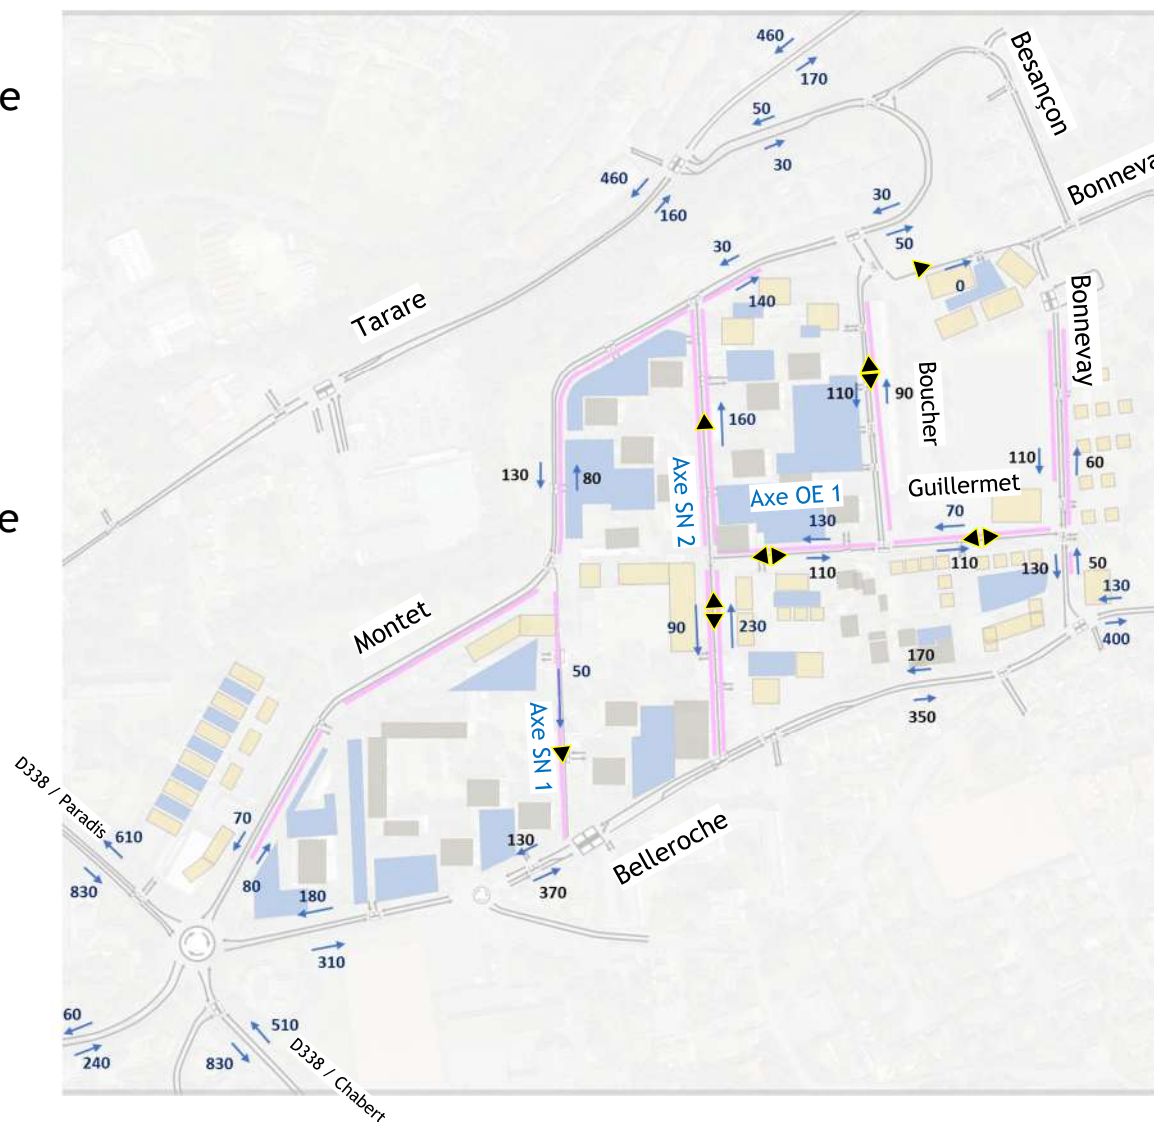 e
460
170
Besançon
50
30
Bonneva
460
160
30
50
30
0
140
Tarare
Bonnevay
110
90
Boucher
160
130
80
Axe SN 2
Axe OE 1
Guillermet
110
60
e
130
70
110
110
130
50
130
400
Montet
90
230
170
350
50
Axe SN 1
D338 / Paradis
610
830
70
80
180
130
370
Belleroche
310
60
240
510
830
D338 / Chabert